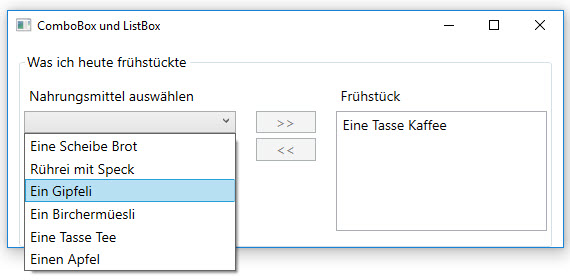 ComboBox und ListBox
Was ich heute frühstückte
Nahrungsmittel auswählen
Frühstück
>>
<<
Eine Tasse Kaffee
Eine Scheibe Brot
Rührei mit Speck
Ein Gipfeli
Ein Birchermüesli
Eine Tasse Tee
Einen Apfel